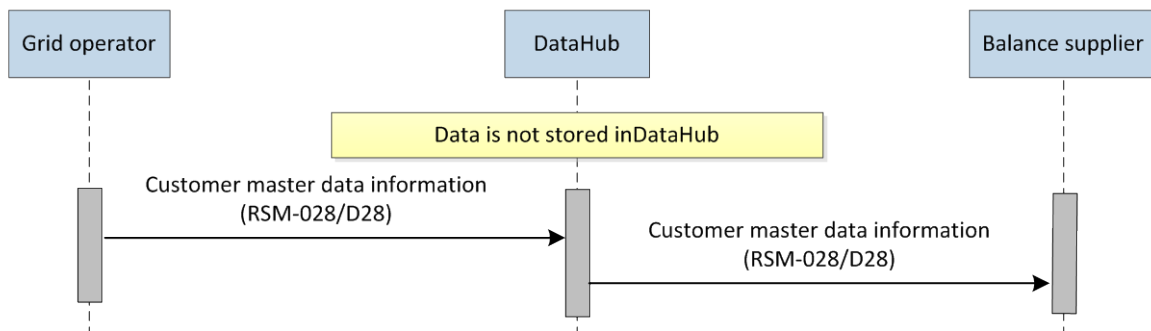 Grid operator
DataHub
Balance supplier
Data is not stored inDataHub
Customer master data information
(RSM-028/D28)
Customer master data information
(RSM-028/D28)